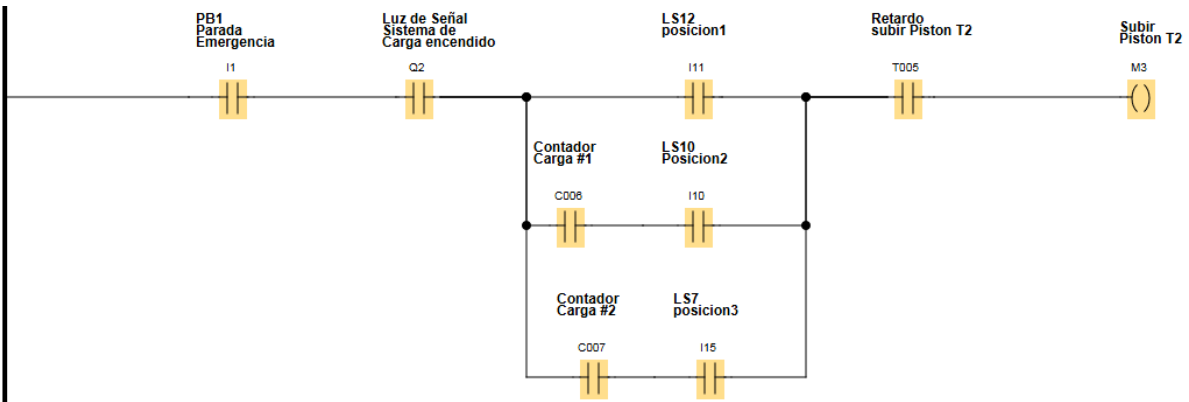 PB1
Parada
Emergencia
Luz de Señal
Sistema de
Carga encendido
LS12
posicion1
Retardo
subir Piston T2
Subir
Piston T2
I1
Q2
I11
T005
M3
Contador
Carga #1
LS10
Posicion2
C006
I10
Contador
Carga #2
LS7
posicion3
C007
I15